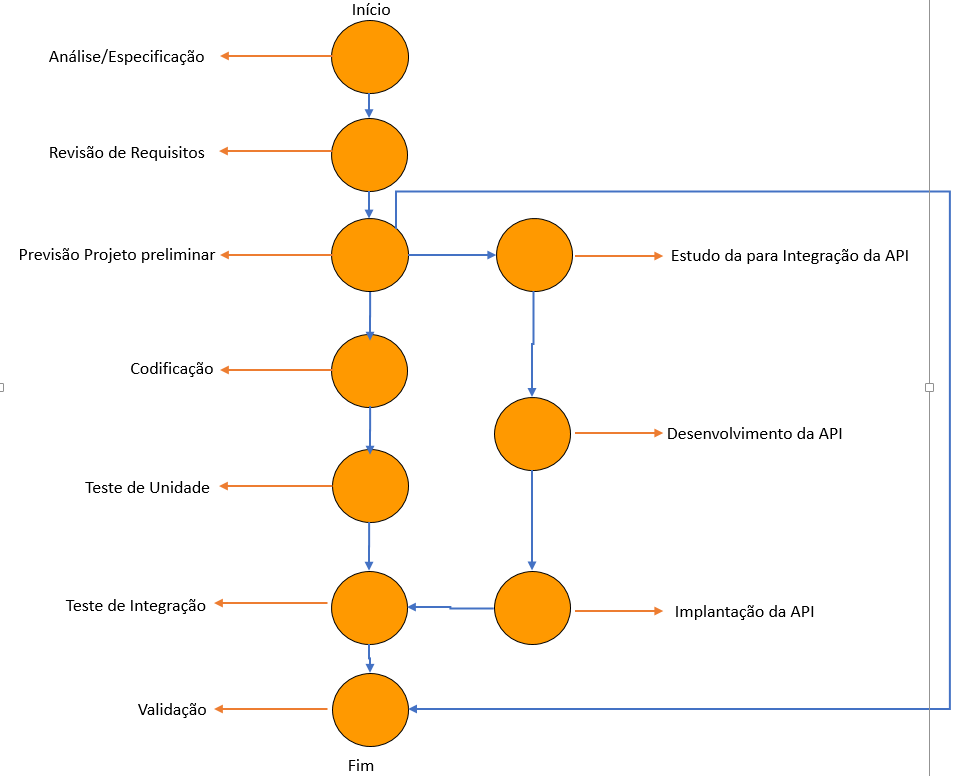 Início
Análise/Especificação
Revisão de Requisitos
Previsão Projeto preliminar
Estudo da para Integração da API
Codificação
Desenvolvimento da API
Teste de Unidade
Teste de Integração
Implantação da API
Validação
Fim